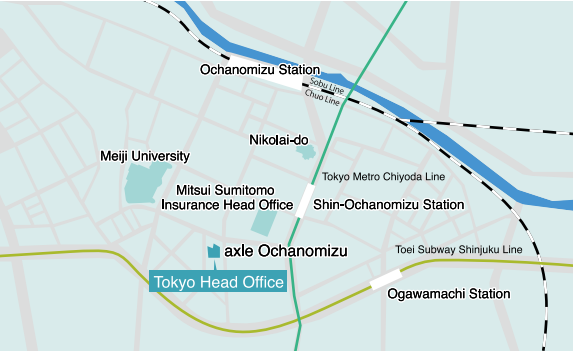 Ochanomizu Station
Sobu Line
Chuo Line
Nikolai-do
Meiji University
Tokyo Metro Chiyoda Line
Mitsui Sumitomo
Insurance Head Office
Shin-Ochanomizu Station
axle Ochanomizu
Toei Subway Shinjuku Line
Tokyo Head Office
Ogawamachi Station